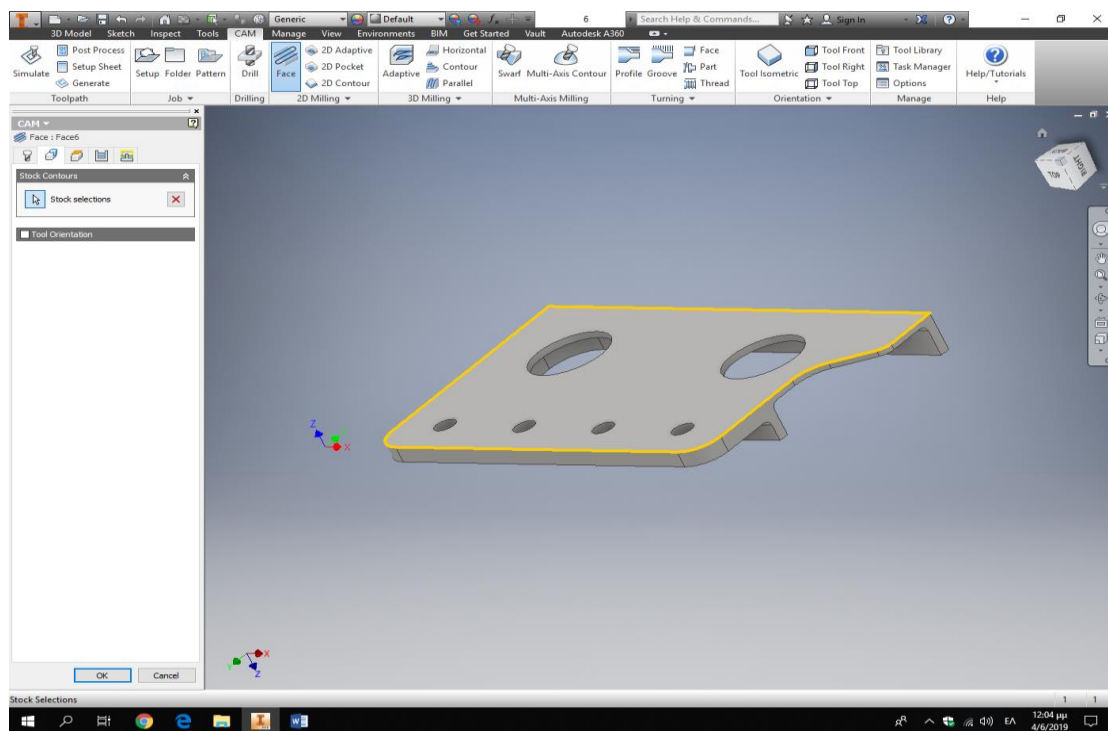 Generic Default 6 Search Help & Commands... Sign In
3D Model Sketch Inspect Tools CAM Manage View Environments BIM Get Started Vault Autodesk A360
Post Process 2D Adaptive Horizontal Face Tool Front Tool Library
Setup Sheet 2D Pocket Contour Part Tool Right Task Manager
Simulate Setup Folder Pattern Drill Face Adaptive Swarf Multi-Axis Contour Profile Groove Tool Isometric Help/Tutorials
Generate 2D Contour Parallel Thread Tool Top Options
Toolpath Job Drilling 2D Milling 3D Milling Multi-Axis Milling Turning Orientation Manage Help
CAM
Face : Face6
Stock Contours
Stock selections
Tool Orientation
TOP RIGHT
Z X
X Z
OK Cancel
Stock Selections 1 1
ΕΛ 12:04 μμ
4/6/2019